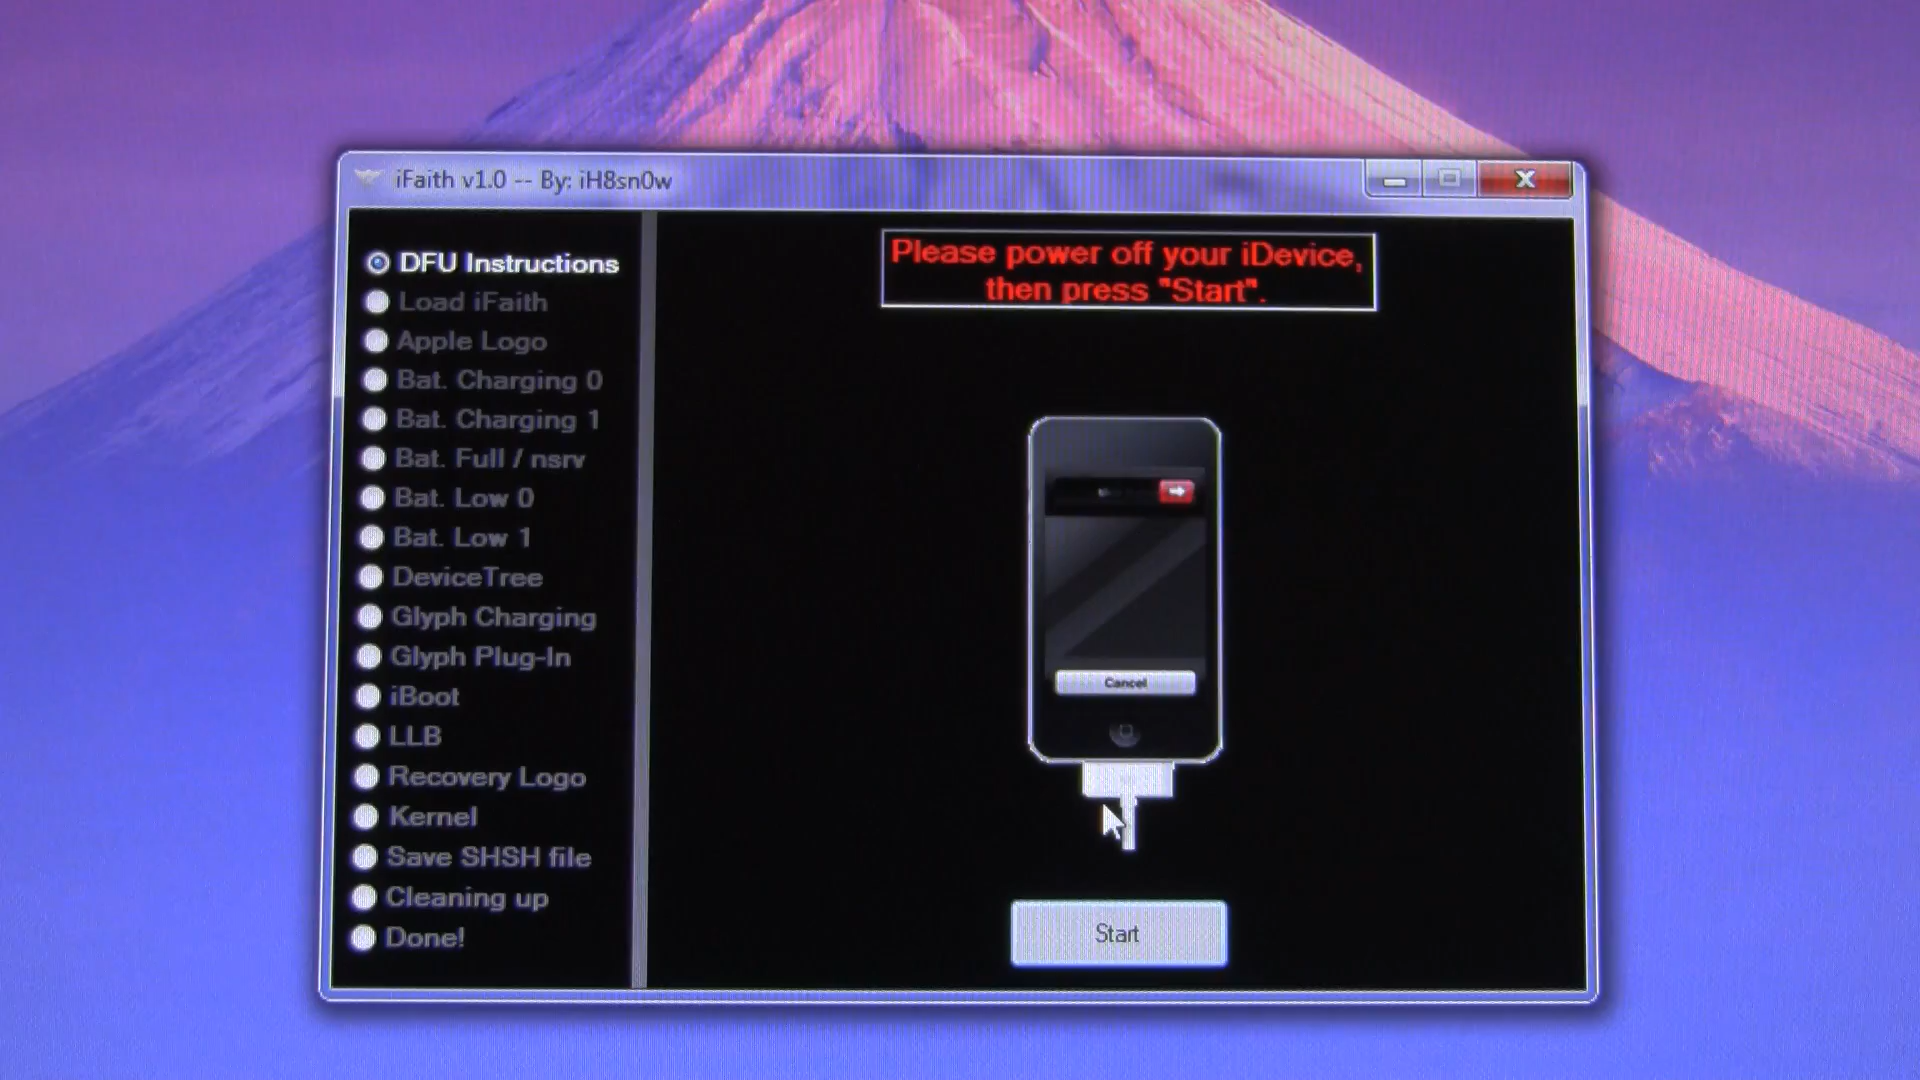 iFaith v1.0 -- By: iH8sn0w
DFU Instructions
Load iFaith
Apple Logo
Bat. Charging 0
Bat. Charging 1
Bat. Full / nsrv
Bat. Low 0
Bat. Low 1
DeviceTree
Glyph Charging
Glyph Plug-In
iBoot
LLB
Recovery Logo
Kernel
Save SHSH file
Cleaning up
Done!
Please power off your iDevice,
then press "Start".
Cancel
Start